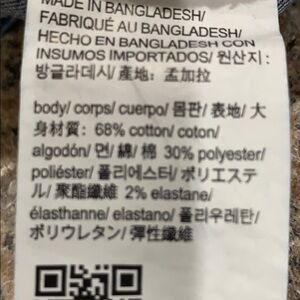 MADE IN BANGLADESH/
FABRIQUÉ AU BANGLADESH/
HECHO EN BANGLADESH CON
INSUMOS IMPORTADOS/ 원산지:
방글라데시/ 產地: 孟加拉
body/ corps/ cuerpo/ 몸판/ 表地/ 大
身材質: 68% cotton/ coton/
algodón/ 면/ 綿/ 棉 30% polyester/
poliéster/ 폴리에스터/ ポリエステ
ル/ 聚酯纖維 2% elastane/
élasthanne/ elastano/ 폴리우레탄/
ポリウレタン/ 彈性纖維